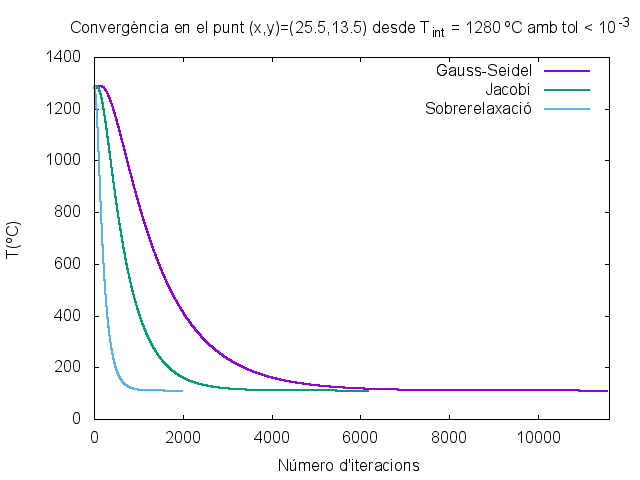 Convergència en el punt (x,y)=(25.5,13.5) desde T_int = 1280 ºC amb tol < 10^-3
Gauss-Seidel
Jacobi
Sobrerelaxació
1400
1200
1000
800
600
400
200
0
T(ºC)
0 2000 4000 6000 8000 10000
Número d'iteracions